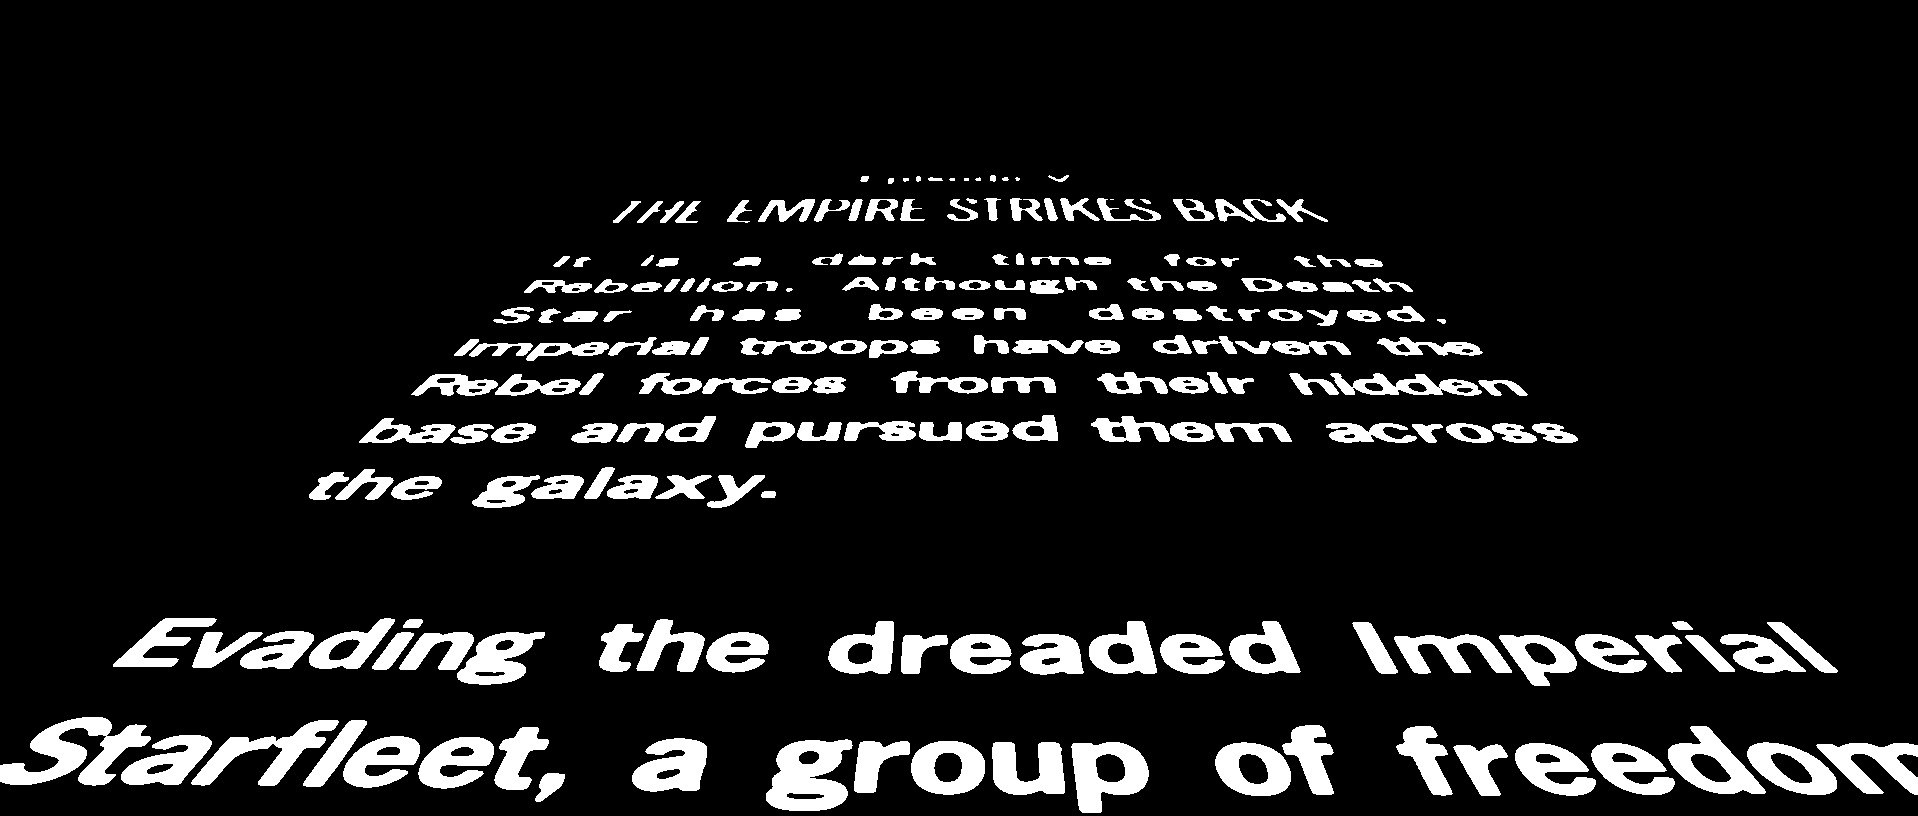 Episode V
THE EMPIRE STRIKES BACK
It is a dark time for the
Rebellion. Although the Death
Star has been destroyed,
Imperial troops have driven the
Rebel forces from their hidden
base and pursued them across
the galaxy.
Evading the dreaded Imperial
Starfleet, a group of freedom